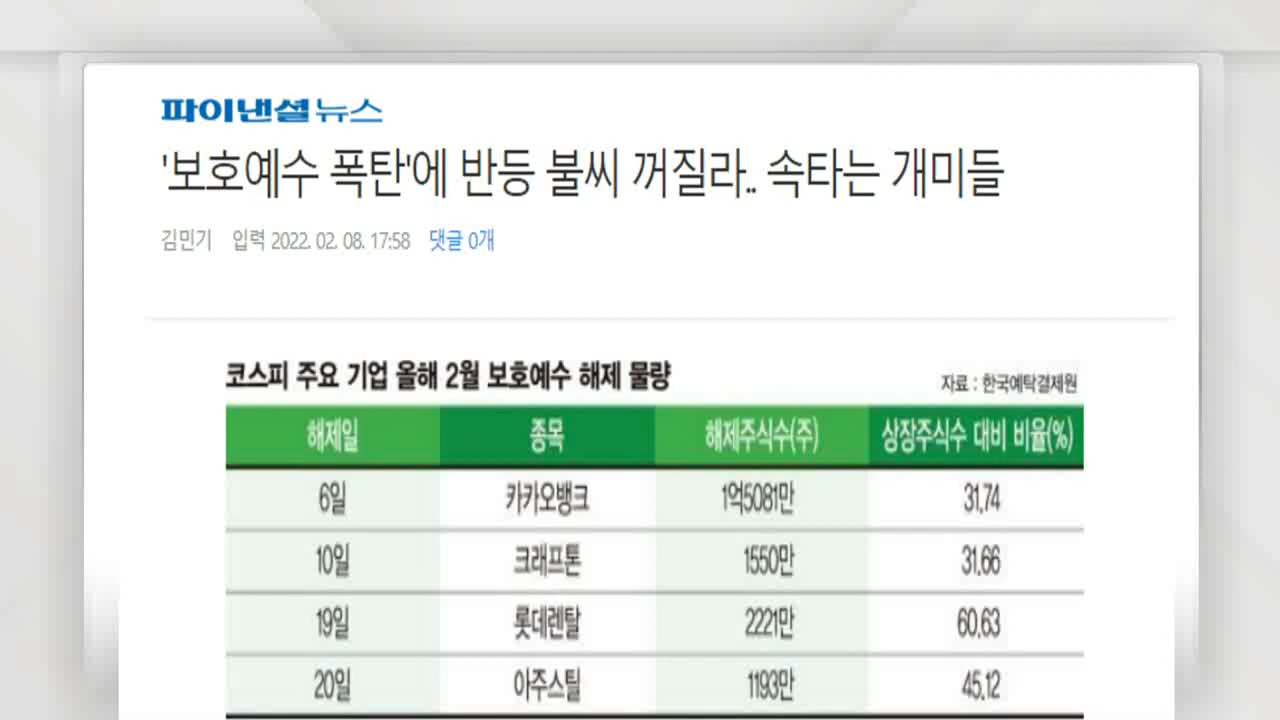 파이낸셜뉴스
'보호예수 폭탄'에 반등 불씨 꺼질라.. 속타는 개미들
김민기 입력 2022. 02. 08. 17:58 댓글 0개
코스피 주요 기업 올해 2월 보호예수 해제 물량
자료 : 한국예탁결제원
해제일 종목 해제주식수(주) 상장주식수 대비 비율(%)
6일 카카오뱅크 1억5081만 31.74
10일 크래프톤 1550만 31.66
19일 롯데렌탈 2221만 60.63
20일 아주스틸 1193만 45.12